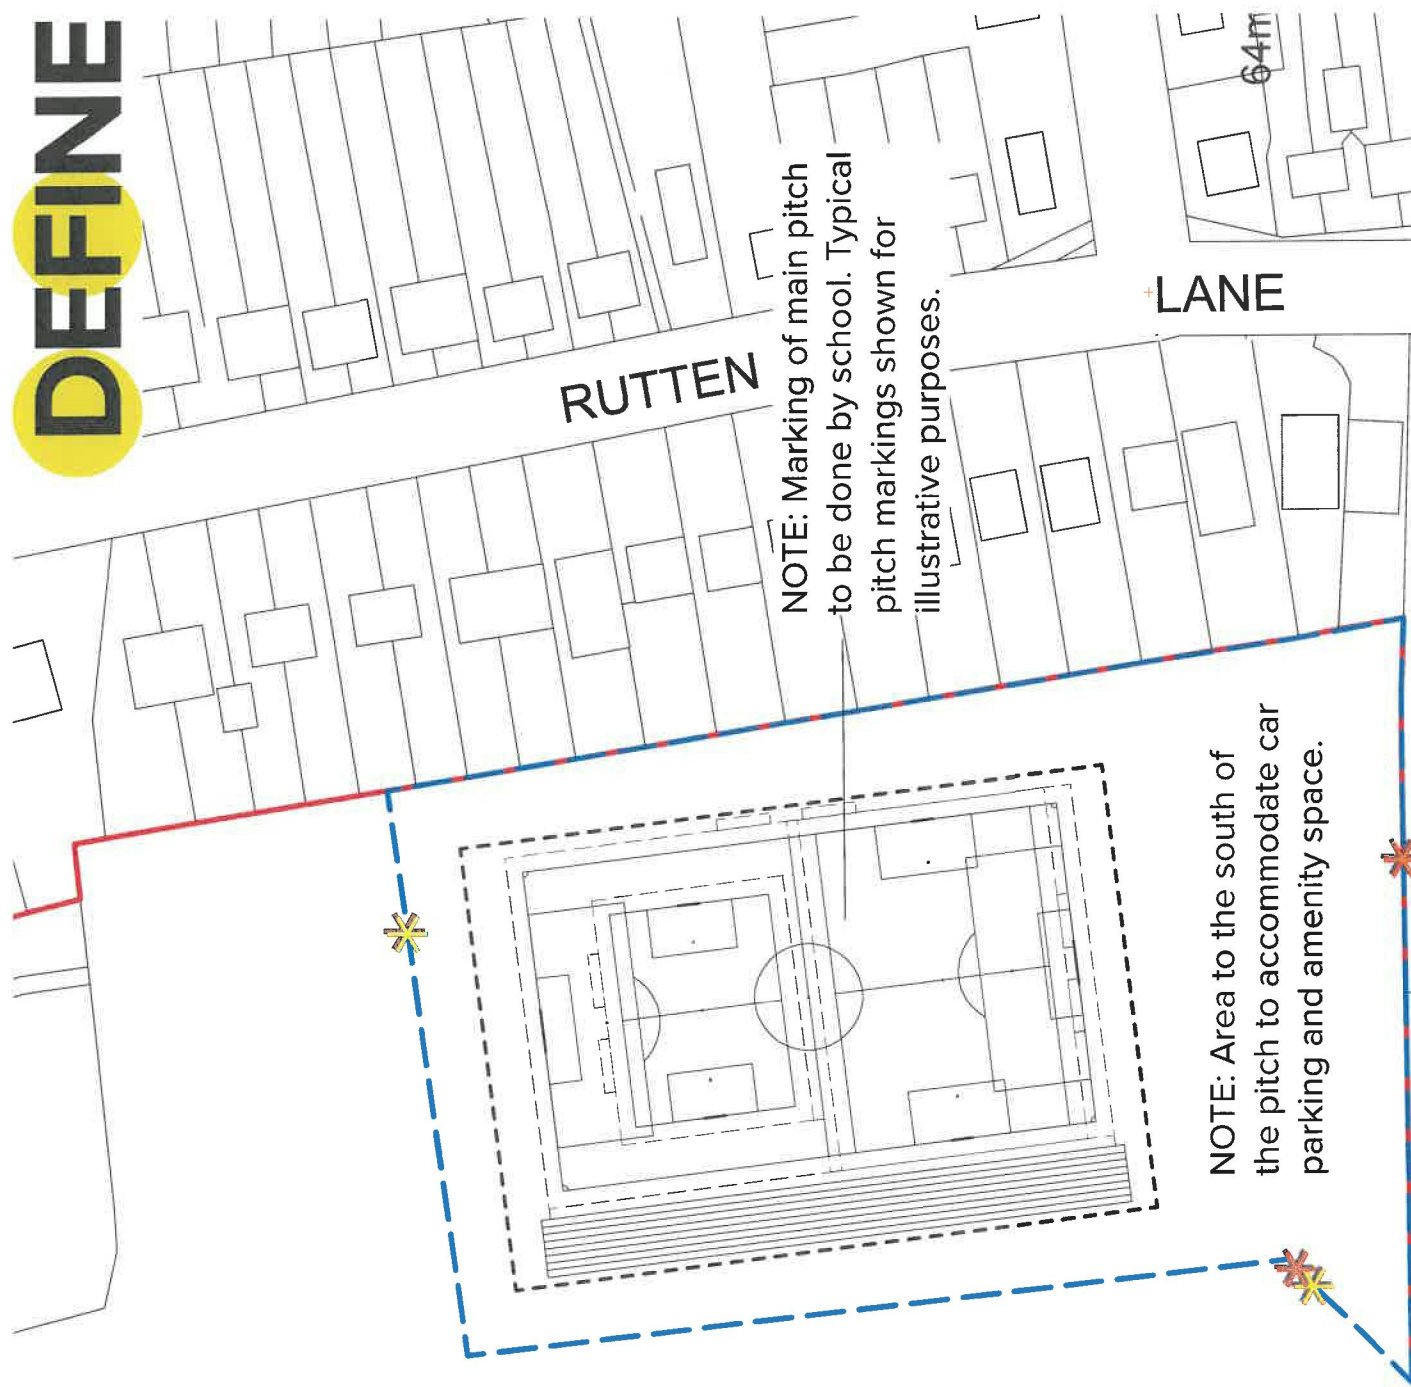 DEFINE
RUTTEN
LANE
64m
NOTE: Marking of main pitch
to be done by school. Typical
pitch markings shown for
illustrative purposes.
NOTE: Area to the south of
the pitch to accommodate car
parking and amenity space.